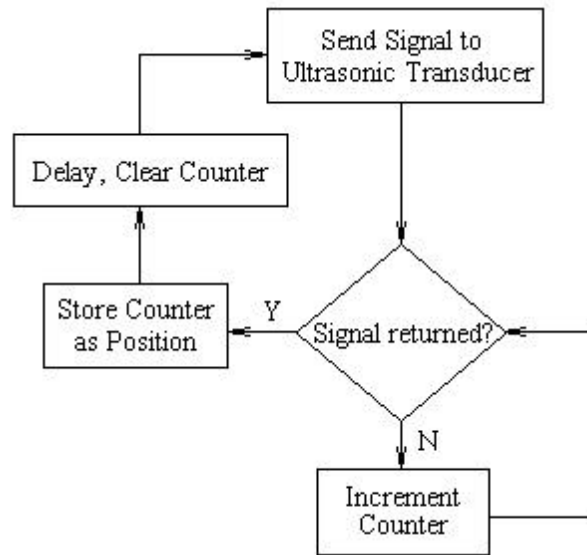 Send Signal to
Ultrasonic Transducer
Delay, Clear Counter
Store Counter
as Position
Y
Signal returned?
N
Increment
Counter